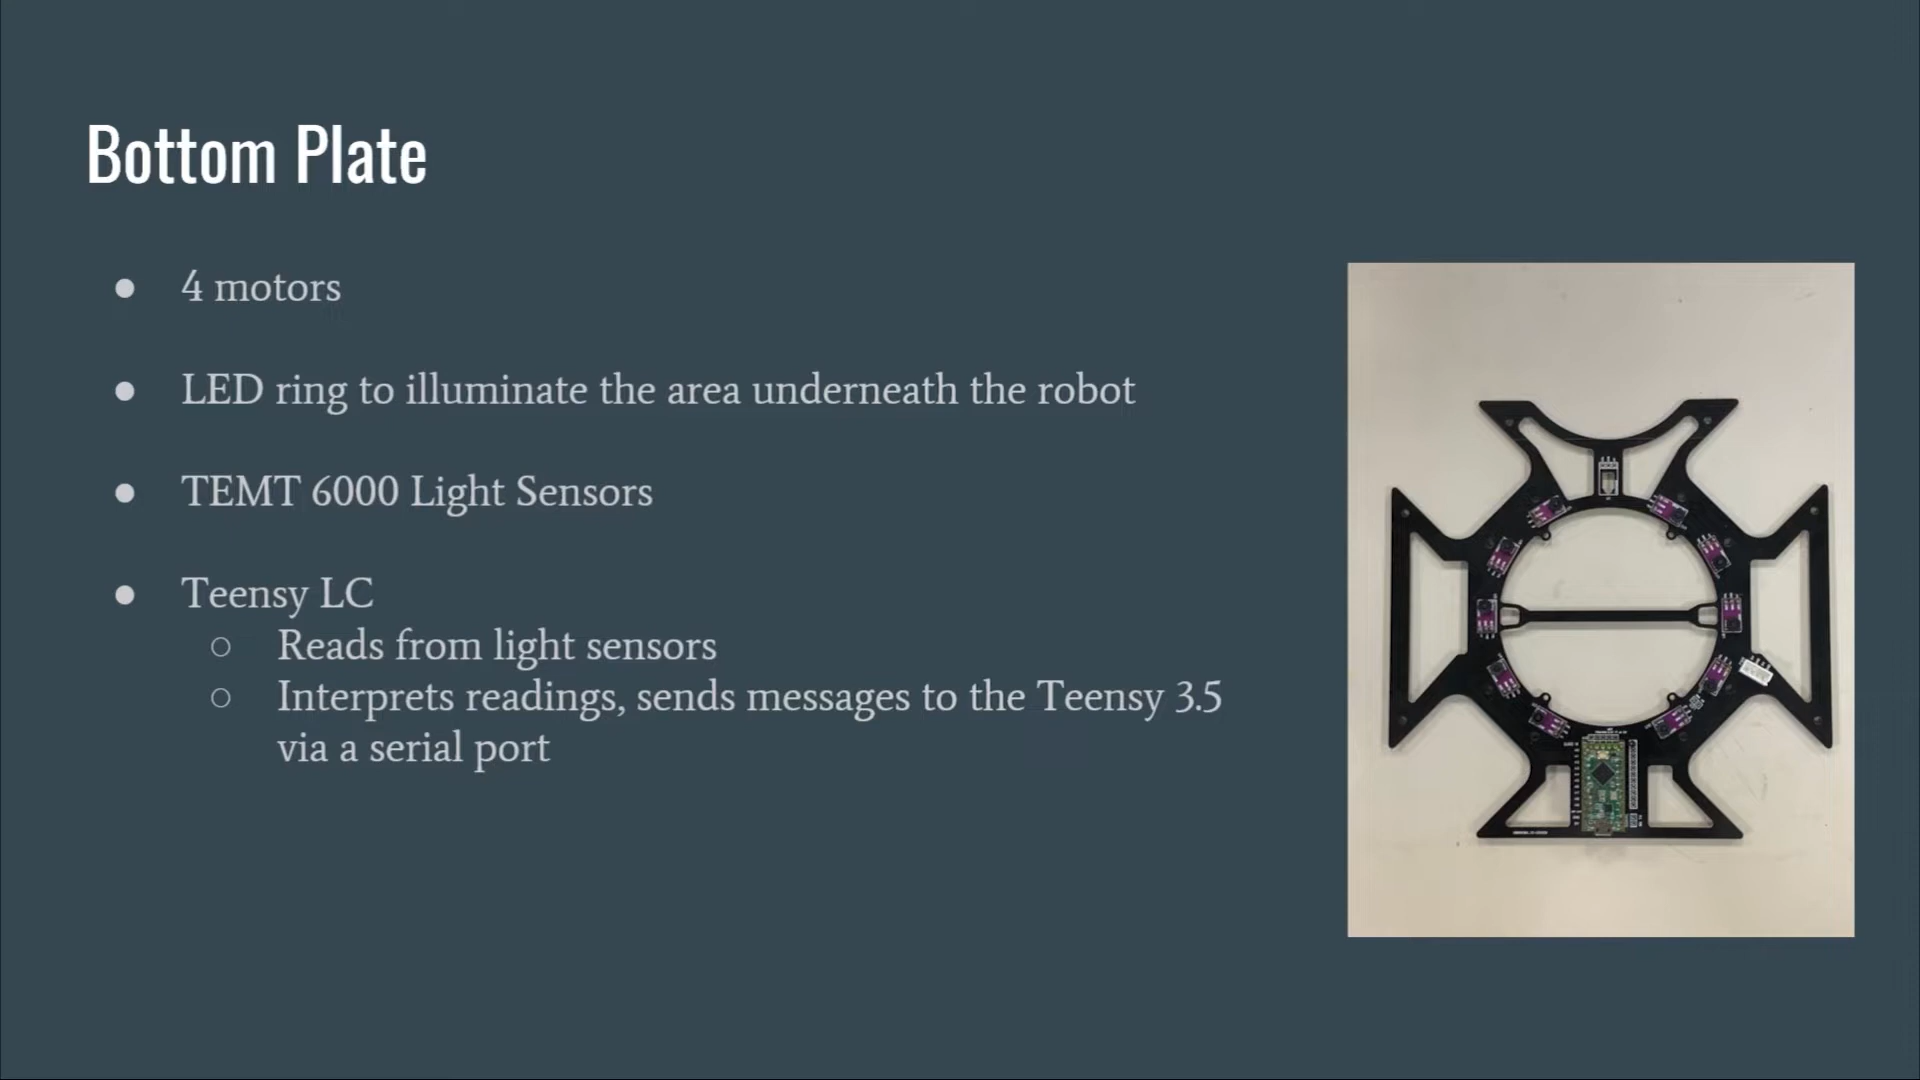 Bottom Plate
● 4 motors
● LED ring to illuminate the area underneath the robot
● TEMT 6000 Light Sensors
● Teensy LC
○ Reads from light sensors
○ Interprets readings, sends messages to the Teensy 3.5
via a serial port